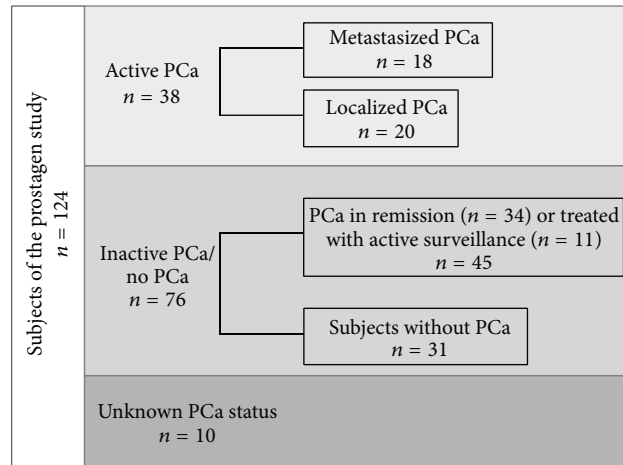 Subjects of the prostagen study
n = 124
Active PCa
n = 38
Metastasized PCa
n = 18
Localized PCa
n = 20
Inactive PCa/
no PCa
n = 76
PCa in remission (n = 34) or treated
with active surveillance (n = 11)
n = 45
Subjects without PCa
n = 31
Unknown PCa status
n = 10